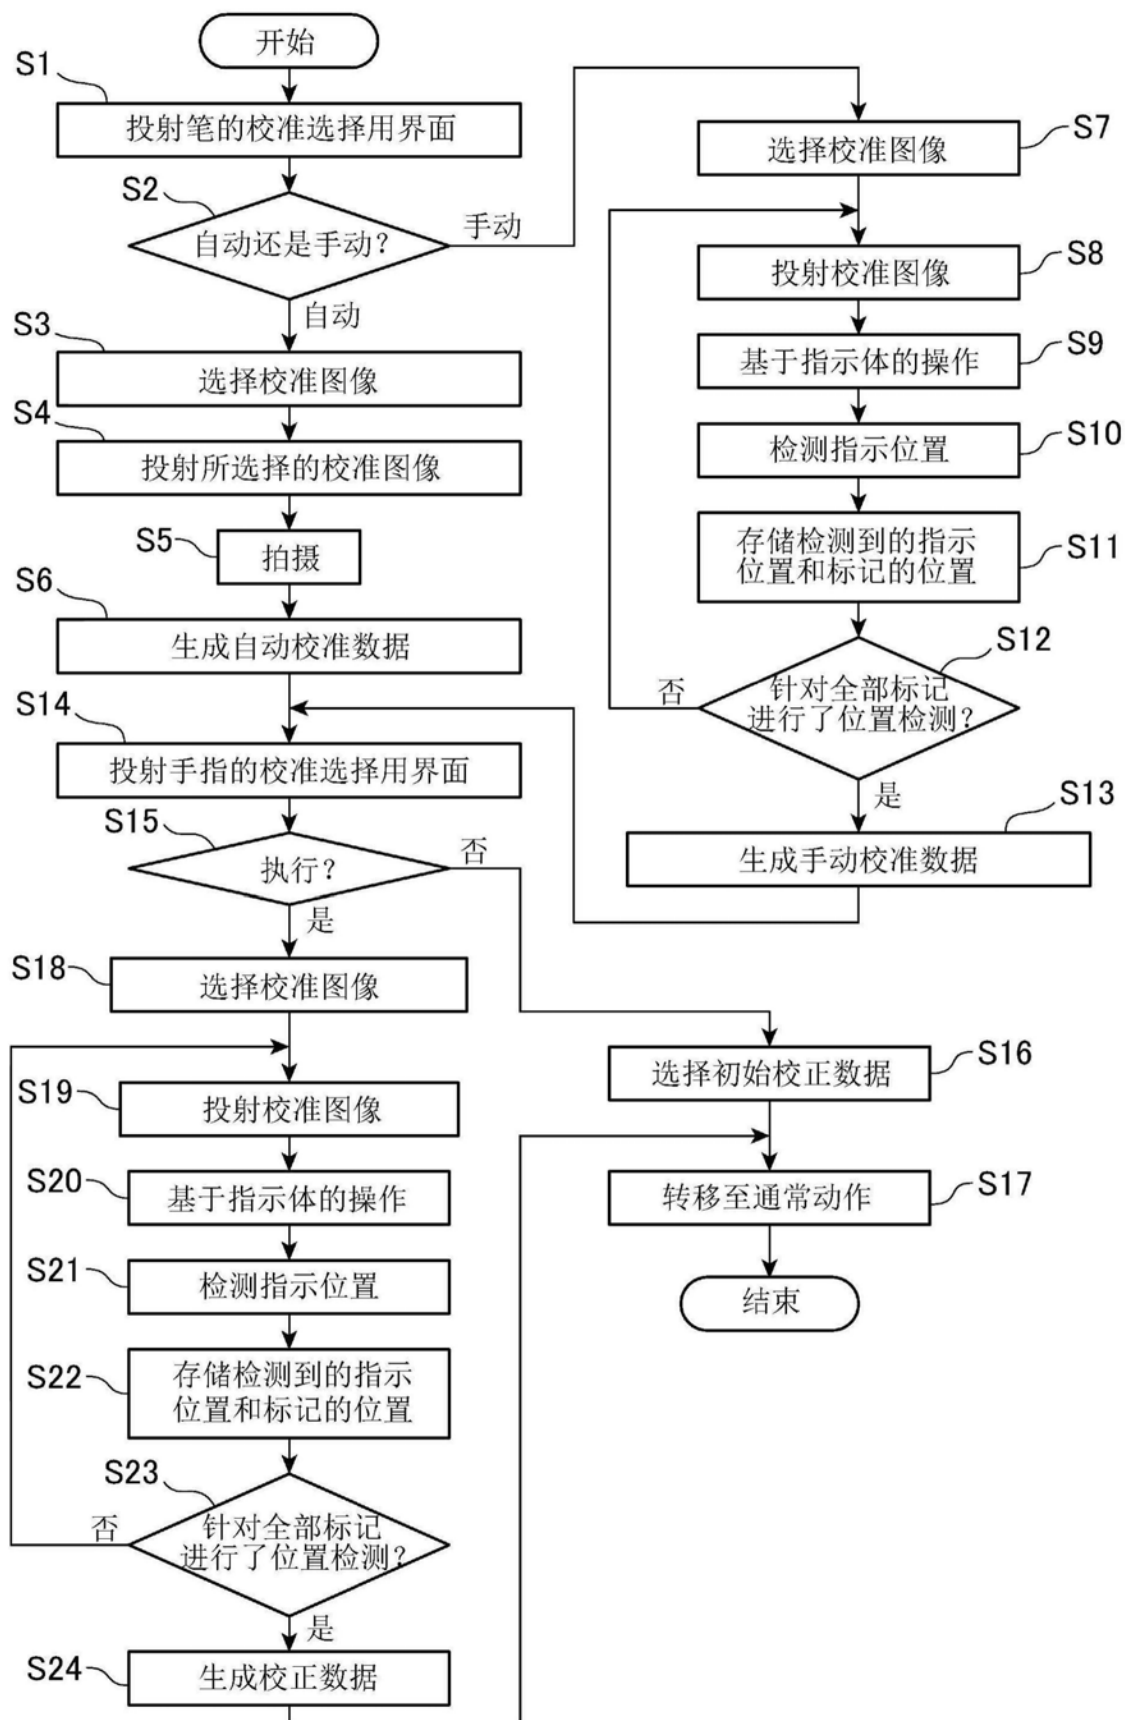 开始
S1
投射笔的校准选择用界面
S2
自动还是手动？
手动
自动
S3
选择校准图像
S4
投射所选择的校准图像
S5
拍摄
S6
生成自动校准数据
S7
选择校准图像
S8
投射校准图像
S9
基于指示体的操作
S10
检测指示位置
S11
存储检测到的指示
位置和标记的位置
S12
针对全部标记
进行了位置检测？
否
是
S13
生成手动校准数据
S14
投射手指的校准选择用界面
S15
执行？
否
是
S16
选择初始校正数据
S17
转移至通常动作
结束
S18
选择校准图像
S19
投射校准图像
S20
基于指示体的操作
S21
检测指示位置
S22
存储检测到的指示
位置和标记的位置
S23
针对全部标记
进行了位置检测？
否
是
S24
生成校正数据